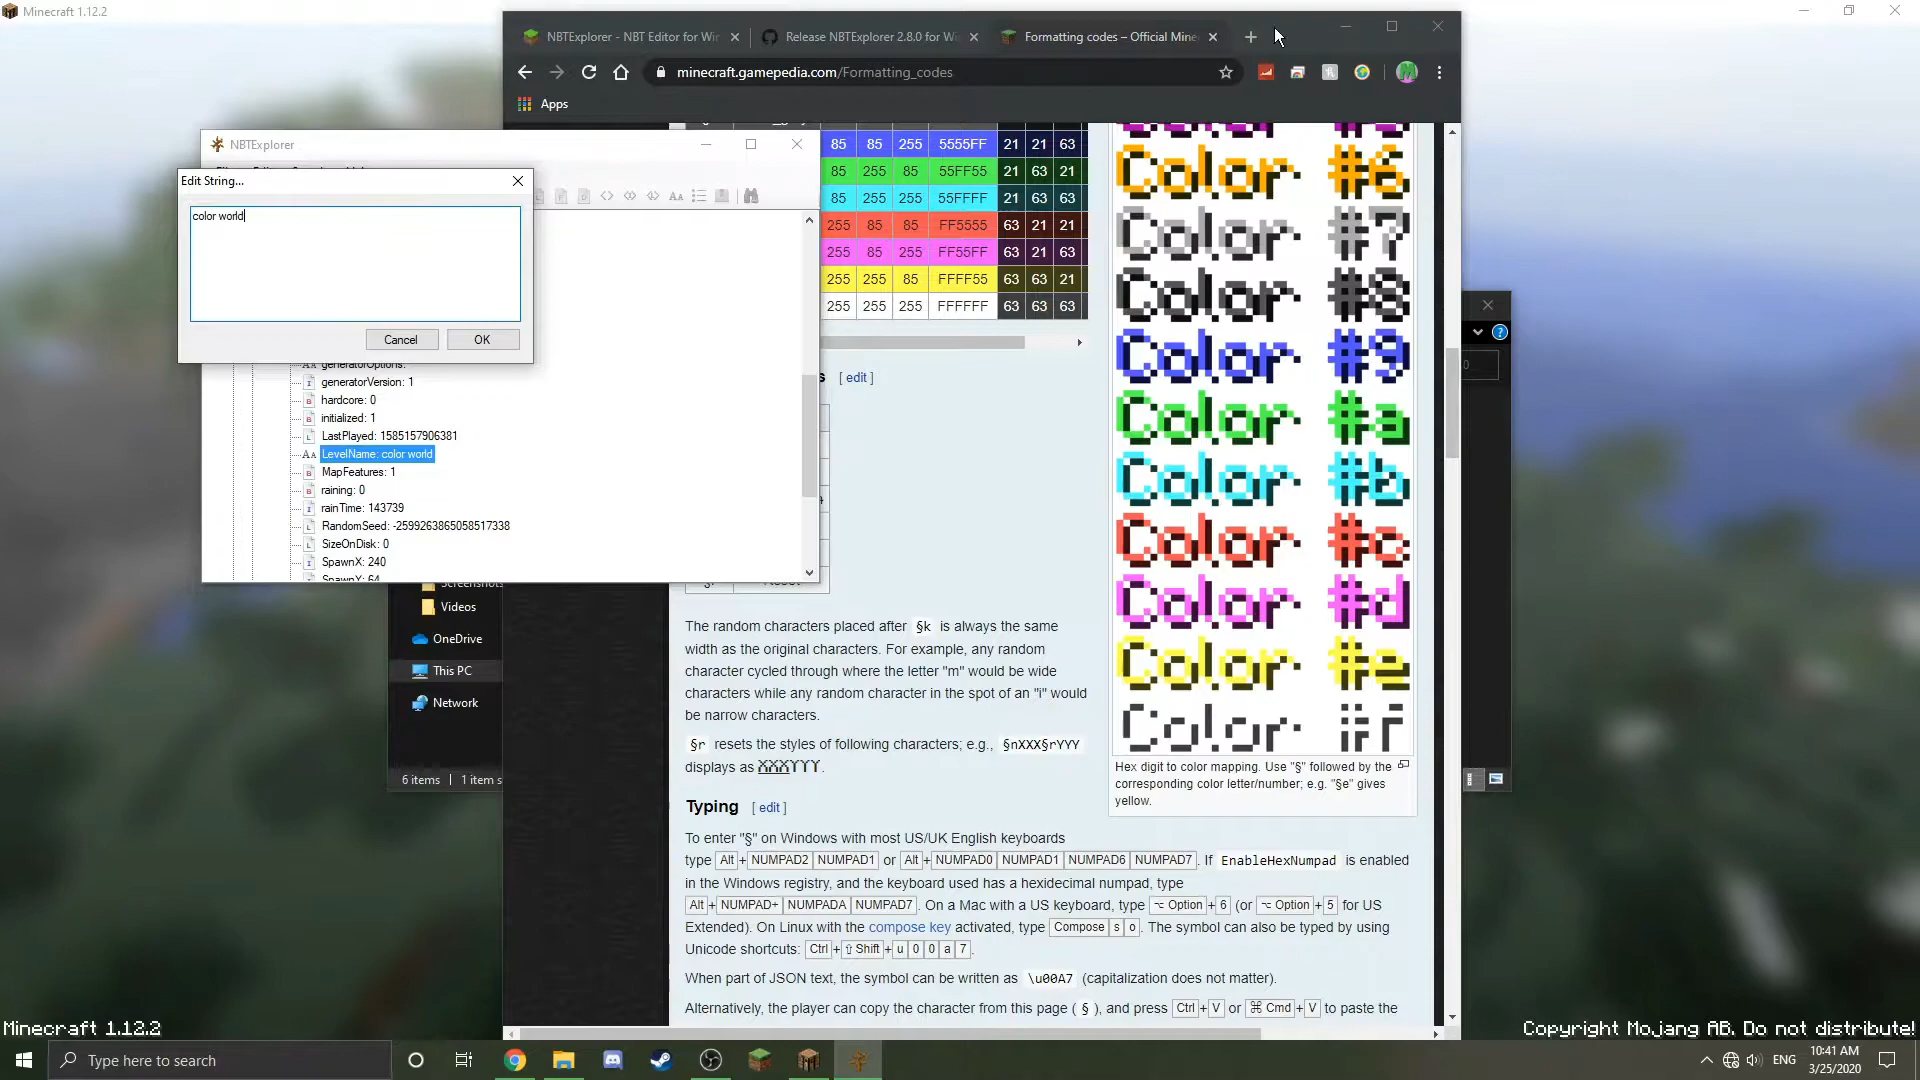 Minecraft 1.12.2
NBTExplorer - NBT Editor for Wir
Release NBTExplorer 2.8.0 for Wi
Formatting codes – Official Mine
minecraft.gamepedia.com/Formatting_codes
Apps
NBTExplorer
Edit String...
color world
Cancel
OK
generatorVersion: 1
hardcore: 0
initialized: 1
LastPlayed: 1585157906381
LevelName: color world
MapFeatures: 1
raining: 0
rainTime: 143739
RandomSeed: -2599263865058517338
SizeOnDisk: 0
SpawnX: 240
SpawnY: 64
85 85 255 5555FF 21 21 63
85 255 85 55FF55 21 63 21
85 255 255 55FFFF 21 63 63
255 85 85 FF5555 63 21 21
255 85 255 FF55FF 63 21 63
255 255 85 FFFF55 63 63 21
255 255 255 FFFFFF 63 63 63
s [ edit ]
The random characters placed after §k is always the same
width as the original characters. For example, any random
character cycled through where the letter "m" would be wide
characters while any random character in the spot of an "i" would
be narrow characters.
§r resets the styles of following characters; e.g., §nXXX§rYYY
displays as XXXYYY.
Typing [ edit ]
To enter "§" on Windows with most US/UK English keyboards
type Alt + NUMPAD2 NUMPAD1 or Alt + NUMPAD0 NUMPAD1 NUMPAD6 NUMPAD7 . If EnableHexNumpad is enabled
in the Windows registry, and the keyboard used has a hexidecimal numpad, type
Alt + NUMPAD+ NUMPADA NUMPAD7 . On a Mac with a US keyboard, type ⌥ Option + 6 (or ⌥ Option + 5 for US
Extended). On Linux with the compose key activated, type Compose s o . The symbol can also be typed by using
Unicode shortcuts: Ctrl + ⇧ Shift + u 0 0 a 7 .
When part of JSON text, the symbol can be written as \u00A7 (capitalization does not matter).
Alternatively, the player can copy the character from this page ( § ), and press Ctrl + V or ⌘ Cmd + V to paste the
Color #6
Color #7
Color #8
Color #9
Color #a
Color #b
Color #c
Color #d
Color #e
Color #f
Hex digit to color mapping. Use "§" followed by the
corresponding color letter/number; e.g. "§e" gives
yellow.
Screenshots
Videos
OneDrive
This PC
Network
6 items
1 item s
Minecraft 1.12.2
Copyright Mojang AB. Do not distribute!
Type here to search
ENG
10:41 AM
3/25/2020